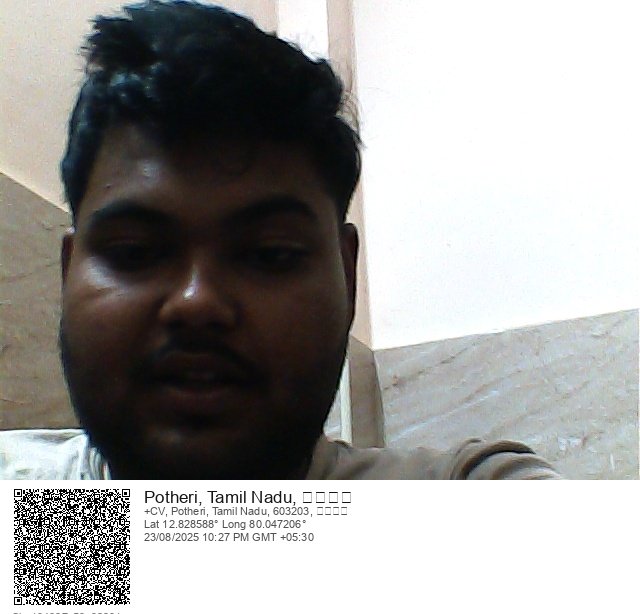 Potheri, Tamil Nadu, □□□□
+CV, Potheri, Tamil Nadu, 603203, □□□□
Lat 12.828588° Long 80.047206°
23/08/2025 10:27 PM GMT +05:30